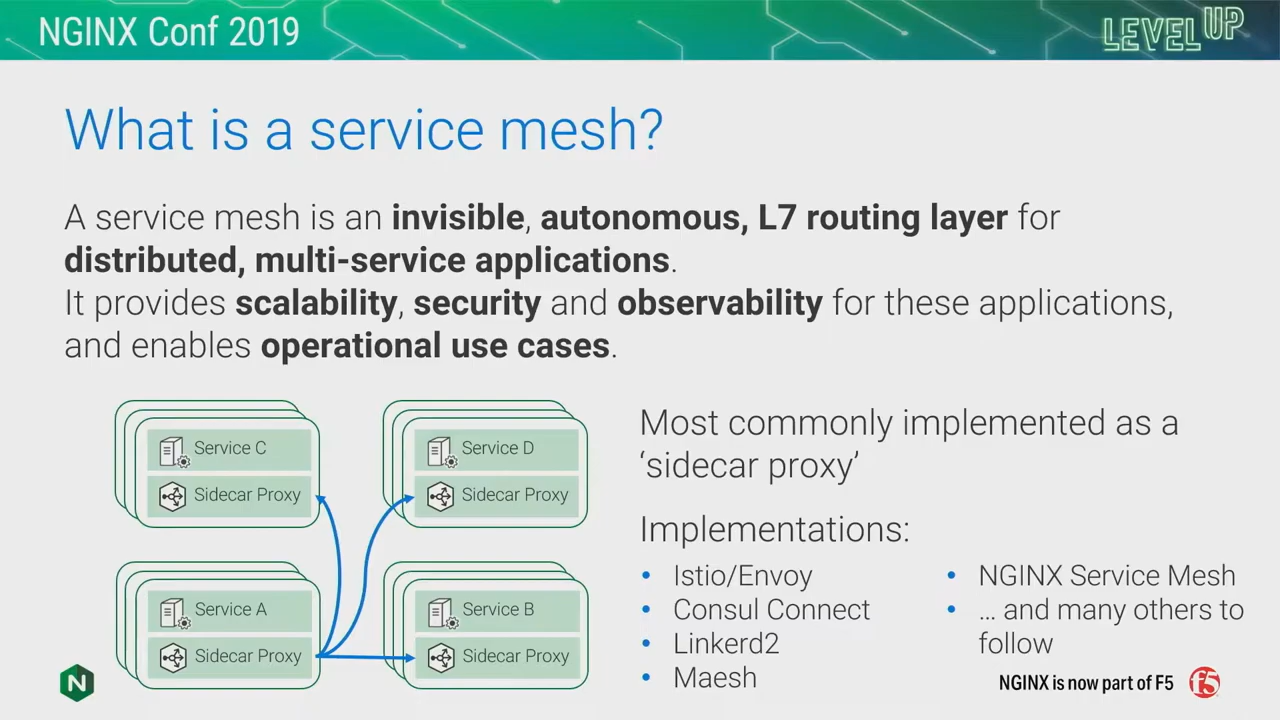 NGINX Conf 2019
LEVEL UP
What is a service mesh?
A service mesh is an invisible, autonomous, L7 routing layer for
distributed, multi-service applications.
It provides scalability, security and observability for these applications,
and enables operational use cases.
Service C
Sidecar Proxy
Service D
Sidecar Proxy
Service A
Sidecar Proxy
Service B
Sidecar Proxy
Most commonly implemented as a
‘sidecar proxy’
Implementations:
• Istio/Envoy
• Consul Connect
• Linkerd2
• Maesh
• NGINX Service Mesh
• … and many others to
follow
N
NGINX is now part of F5
f5